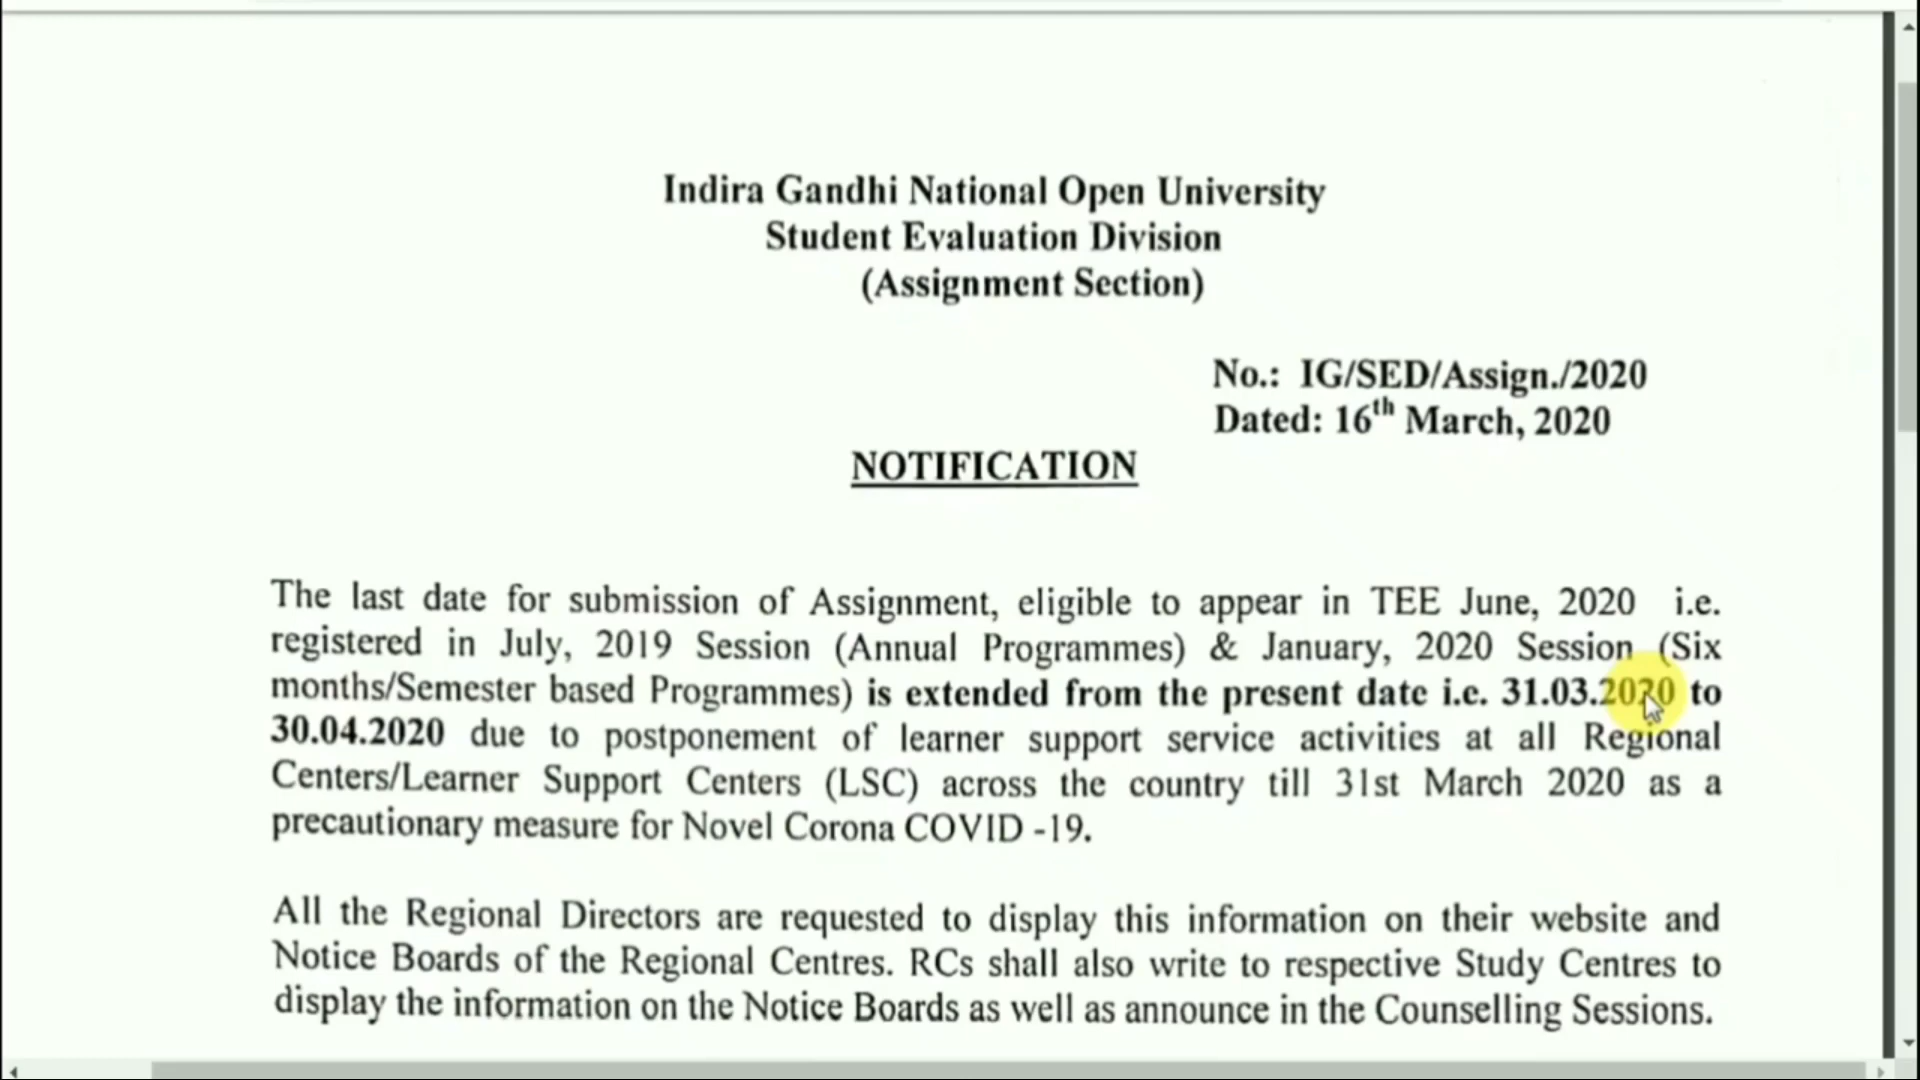 Indira Gandhi National Open University
Student Evaluation Division
(Assignment Section)
No.: IG/SED/Assign./2020
Dated: 16th March, 2020
NOTIFICATION
The last date for submission of Assignment, eligible to appear in TEE June, 2020 i.e.
registered in July, 2019 Session (Annual Programmes) & January, 2020 Session (Six
months/Semester based Programmes) is extended from the present date i.e. 31.03.2020 to
30.04.2020 due to postponement of learner support service activities at all Regional
Centers/Learner Support Centers (LSC) across the country till 31st March 2020 as a
precautionary measure for Novel Corona COVID -19.
All the Regional Directors are requested to display this information on their website and
Notice Boards of the Regional Centres. RCs shall also write to respective Study Centres to
display the information on the Notice Boards as well as announce in the Counselling Sessions.